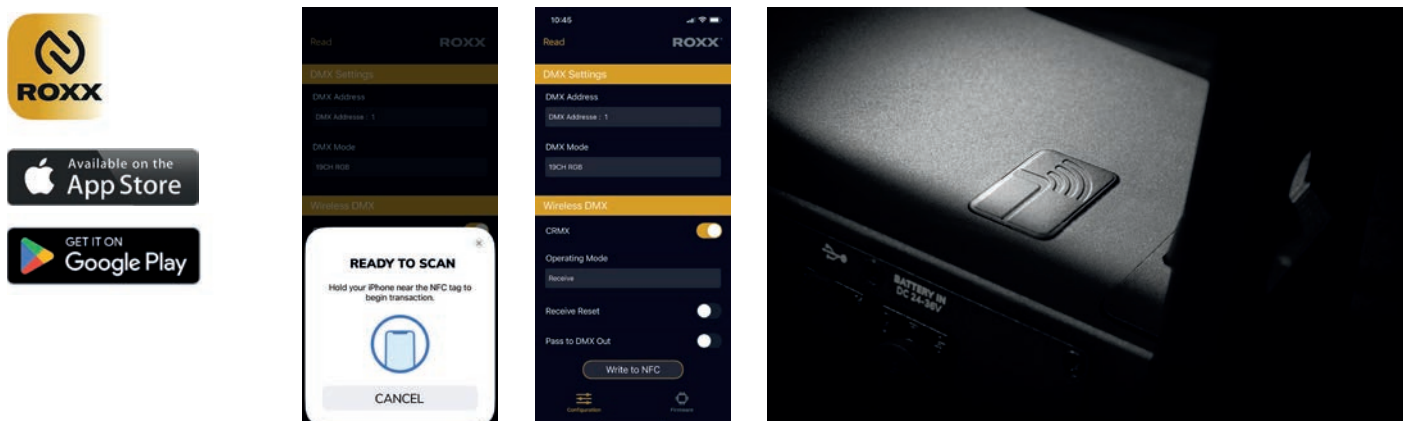 ROXX
Available on the
App Store
GET IT ON
Google Play
Read
ROXX
DMX Settings
DMX Address
DMX Addresse : 1
DMX Mode
19CH RGB
Wireless DMX
READY TO SCAN
Hold your iPhone near the NFC tag to
begin transaction.
CANCEL
10:45
Read
ROXX
DMX Settings
DMX Address
DMX Addresse : 1
DMX Mode
19CH RGB
Wireless DMX
CRMX
Operating Mode
Receive
Receive Reset
Pass to DMX Out
Write to NFC
Configuration
Firmware
BATTERY IN
DC 24-36V